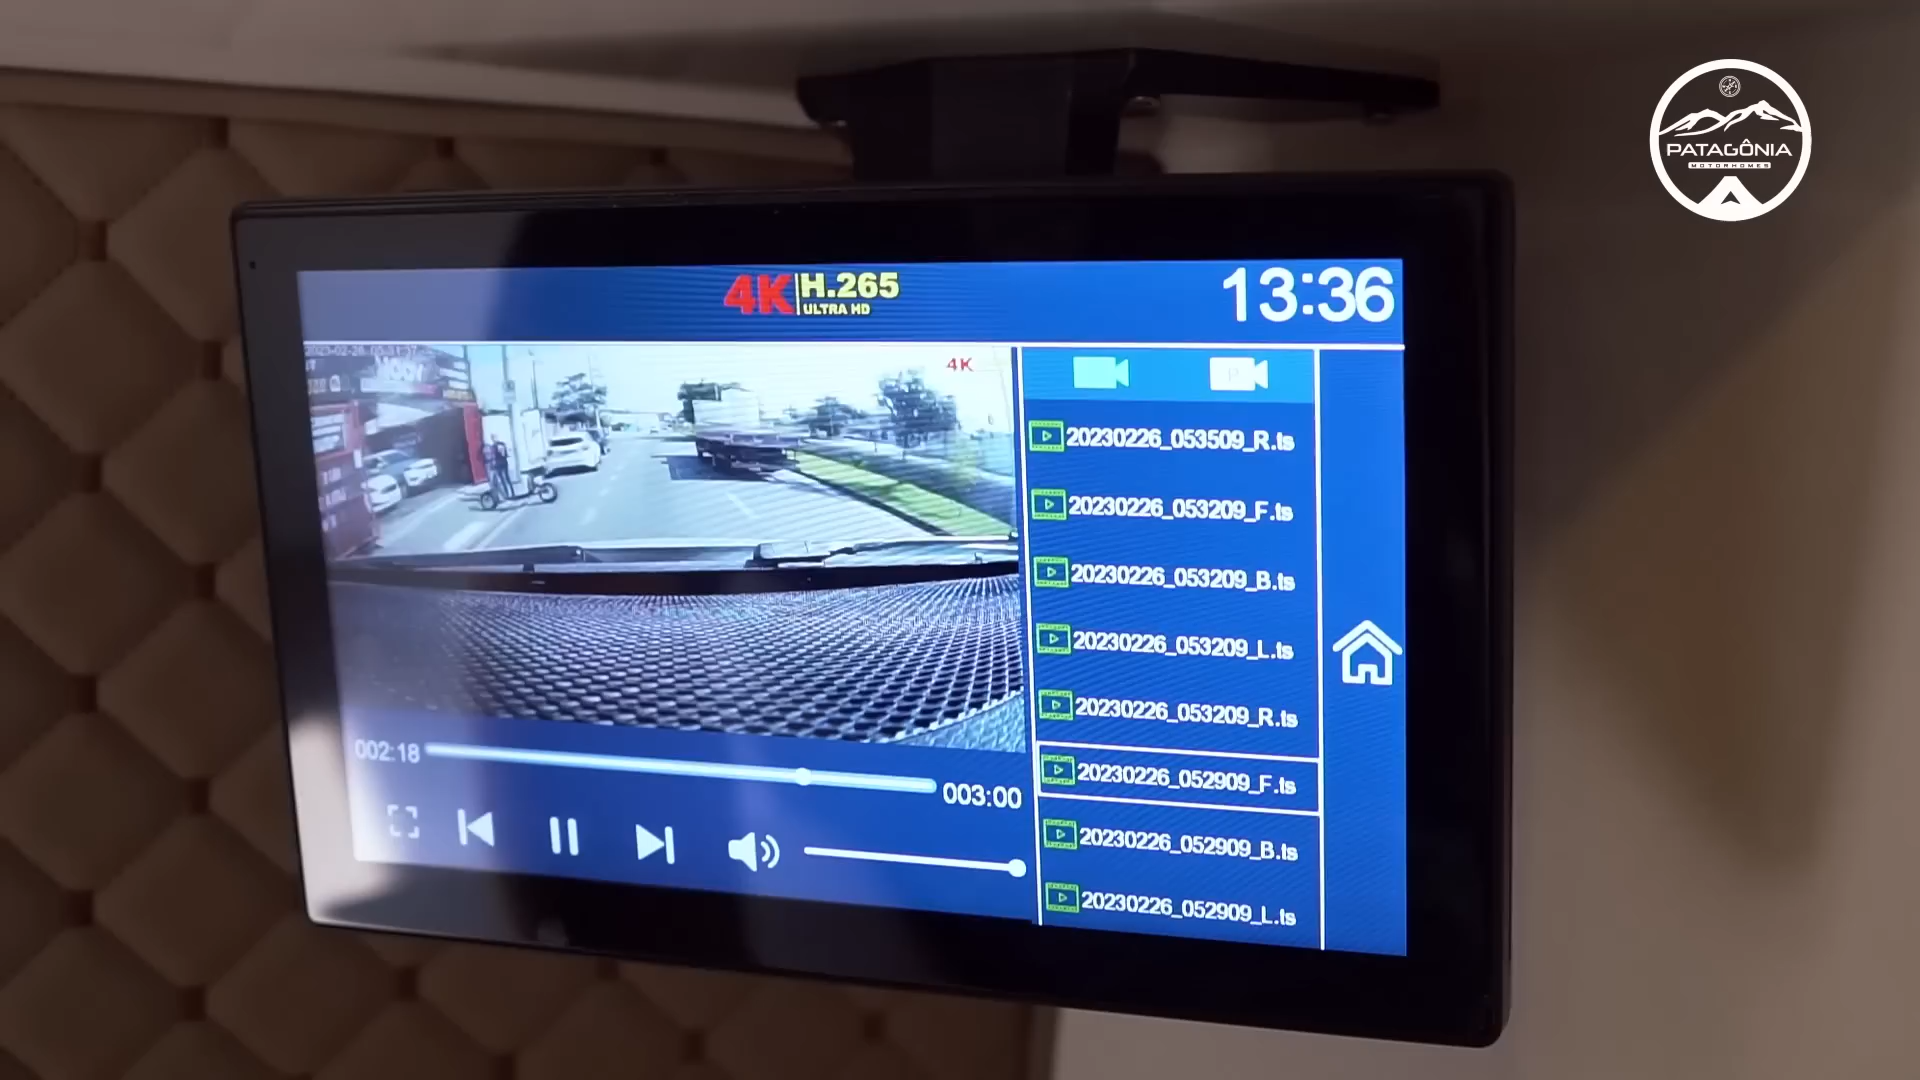 PATAGÔNIA
MOTORHOMES
4K H.265
ULTRA HD
13:36
4K
P
20230226_053509_R.ts
20230226_053209_F.ts
20230226_053209_B.ts
20230226_053209_L.ts
20230226_053209_R.ts
20230226_052909_F.ts
20230226_052909_B.ts
20230226_052909_L.ts
002:18
003:00